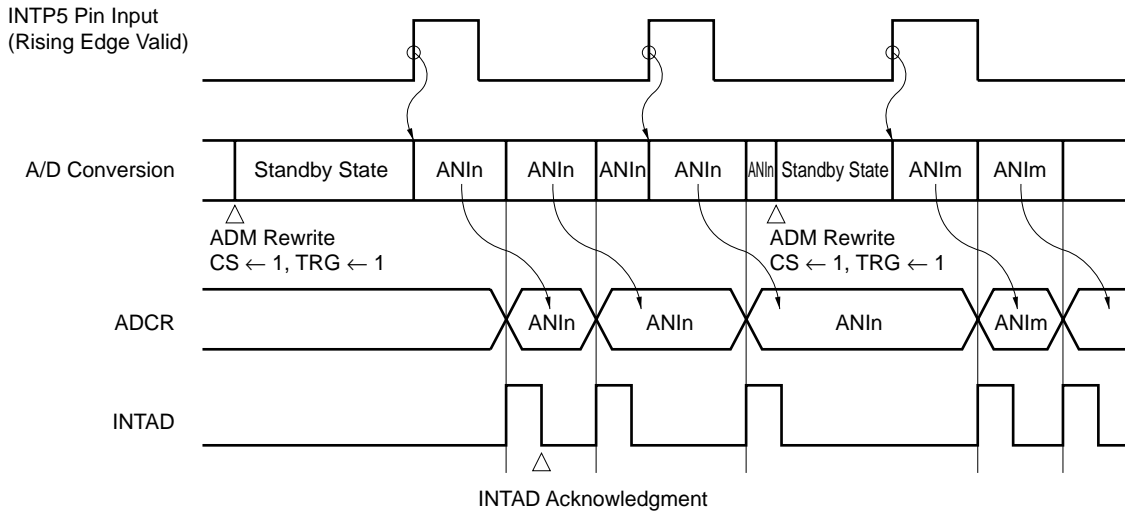 INTP5 Pin Input
(Rising Edge Valid)
A/D Conversion
Standby State
ANIn
ANIn
ANIn
ANIn
ANIn
Standby State
ANIm
ANIm
ADM Rewrite
CS ← 1, TRG ← 1
ADM Rewrite
CS ← 1, TRG ← 1
ADCR
ANIn
ANIn
ANIn
ANIm
INTAD
INTAD Acknowledgment